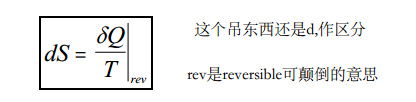 dS = δQ/T |rev
这个吊东西还是d,作区分
rev是reversible可颠倒的意思